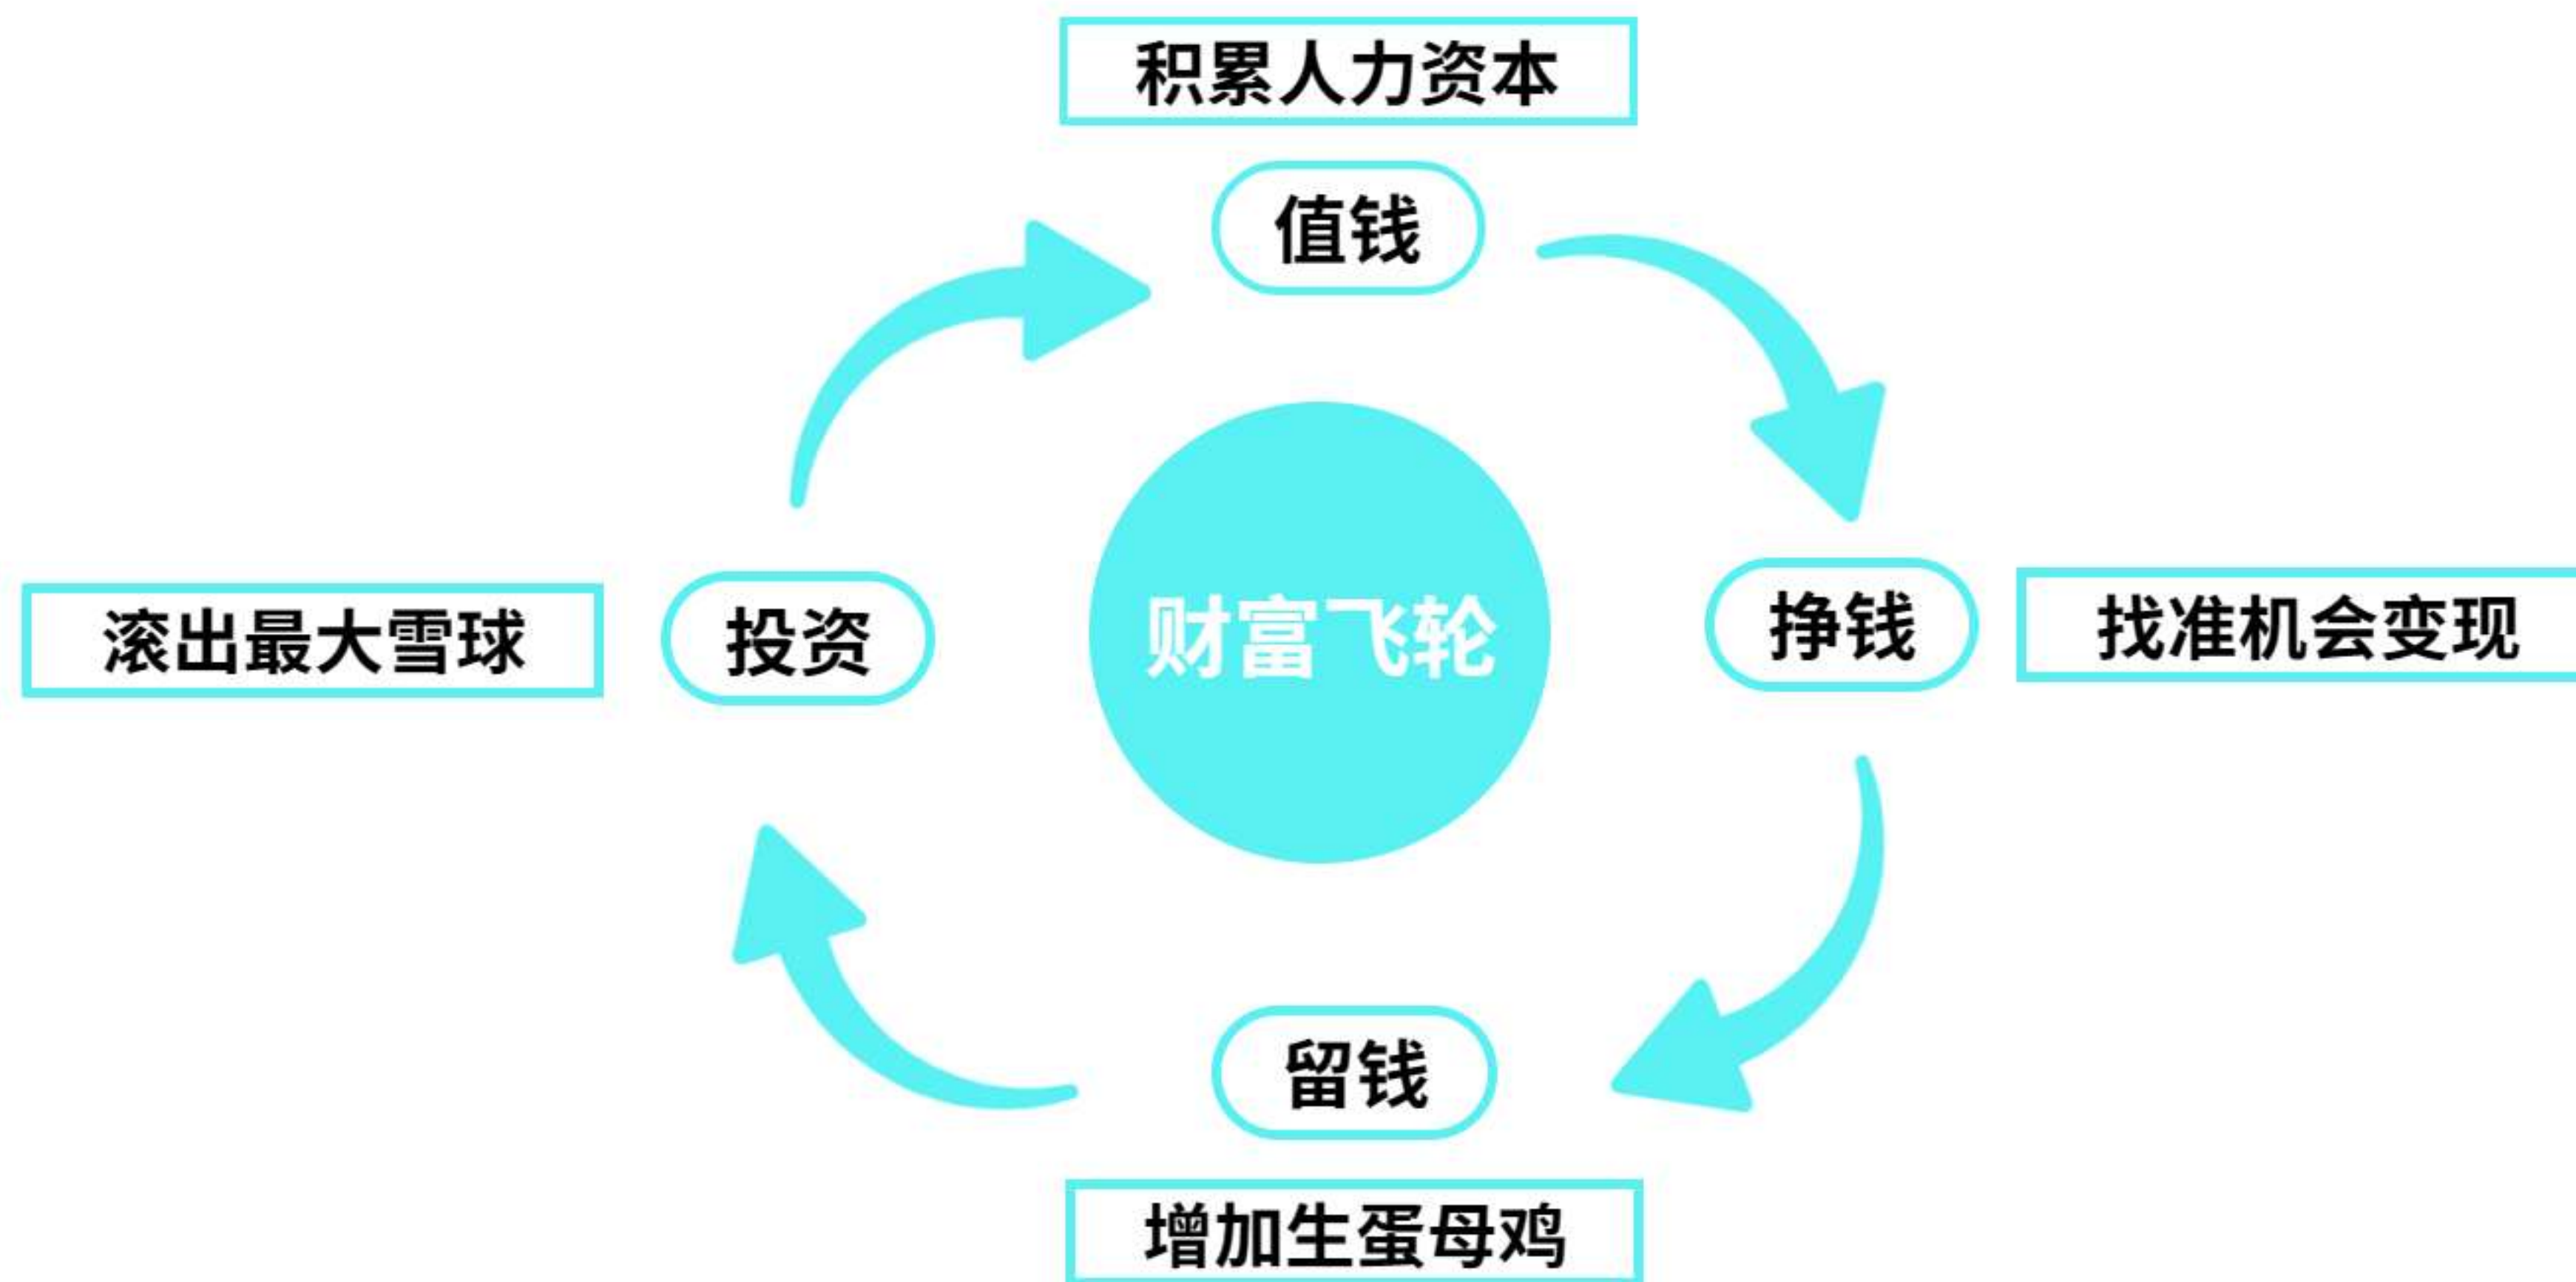 积累人力资本
值钱
滚出最大雪球
投资
财富飞轮
挣钱
找准机会变现
留钱
增加生蛋母鸡